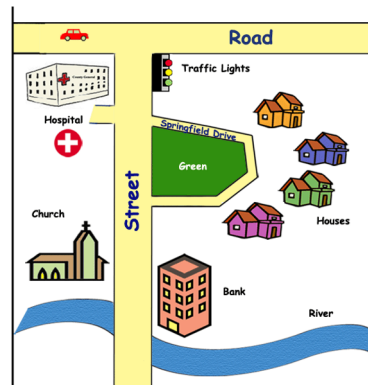 Road
Traffic Lights
Hospital
Springfield Drive
Green
Street
Church
Houses
Bank
River